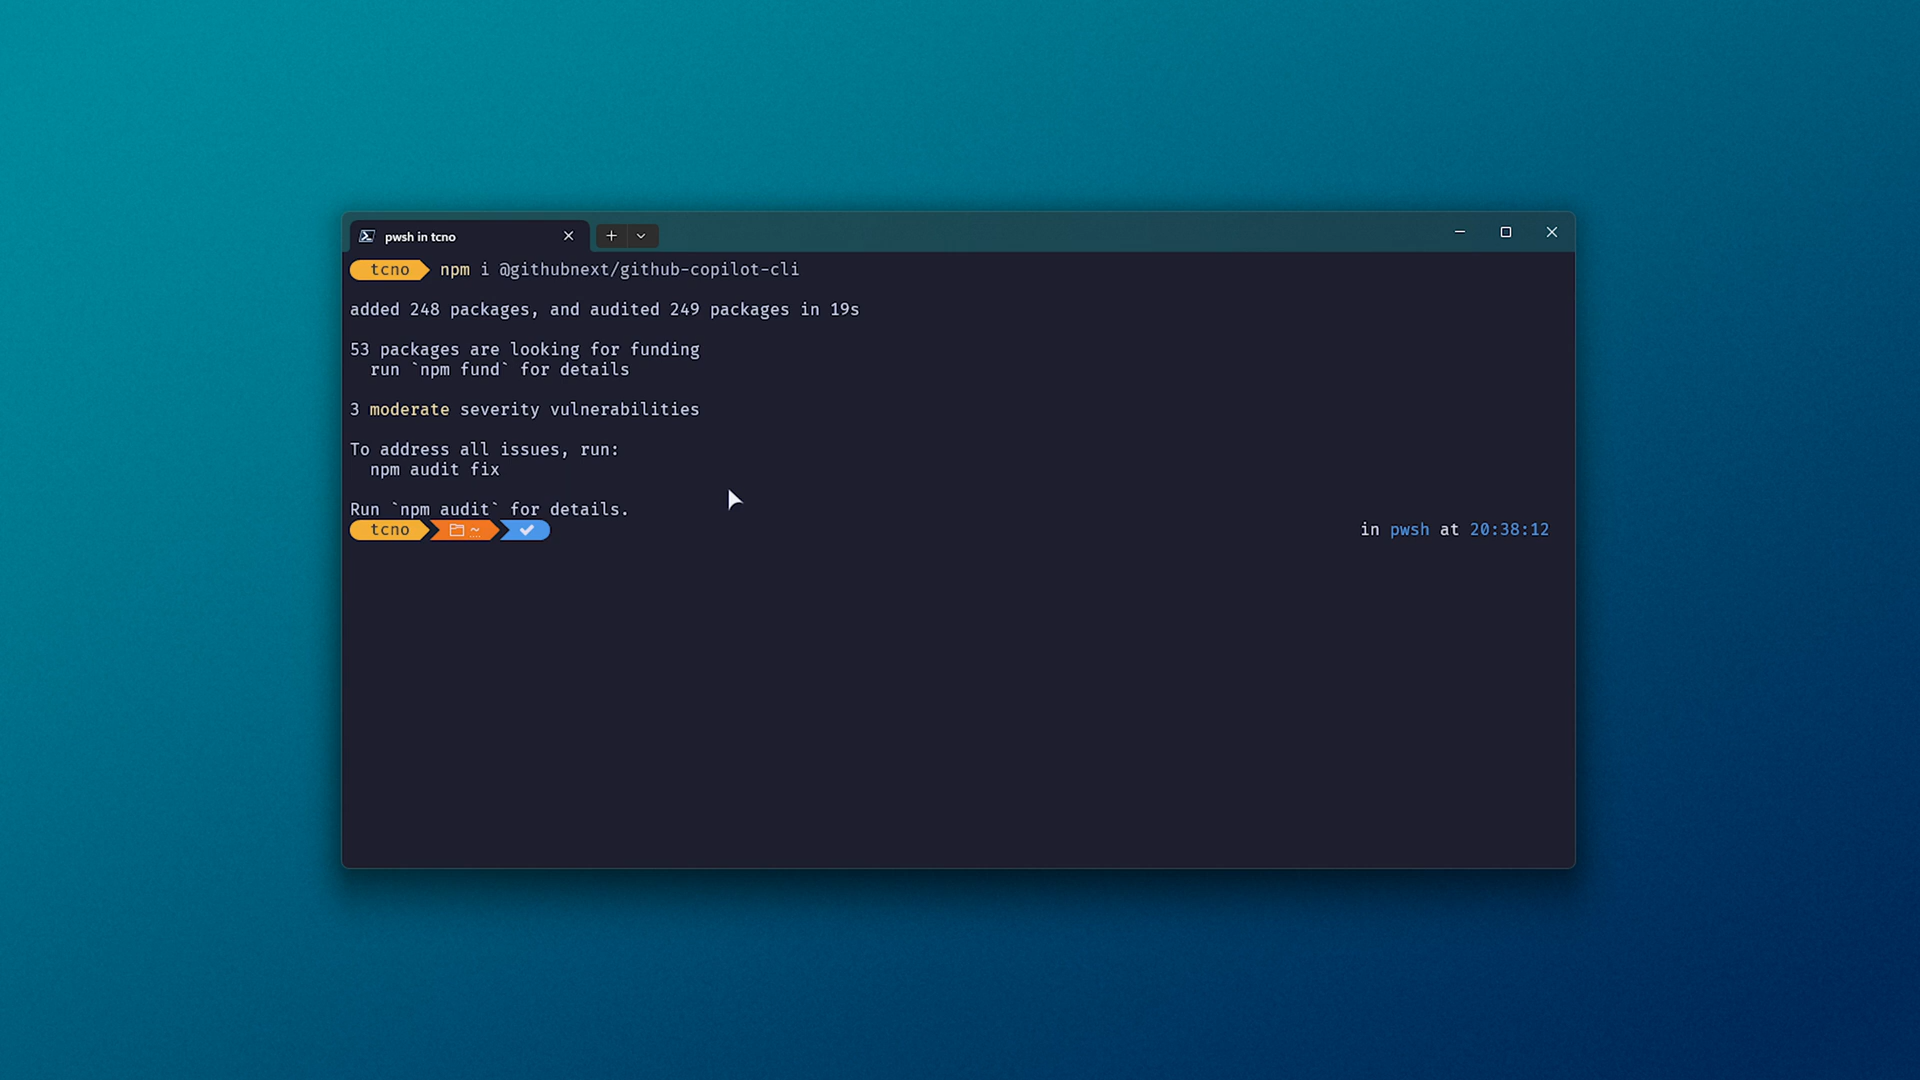 pwsh in tcno
tcno npm i @githubnext/github-copilot-cli
added 248 packages, and audited 249 packages in 19s
53 packages are looking for funding
run `npm fund` for details
3 moderate severity vulnerabilities
To address all issues, run:
npm audit fix
Run `npm audit` for details.
tcno ~ in pwsh at 20:38:12